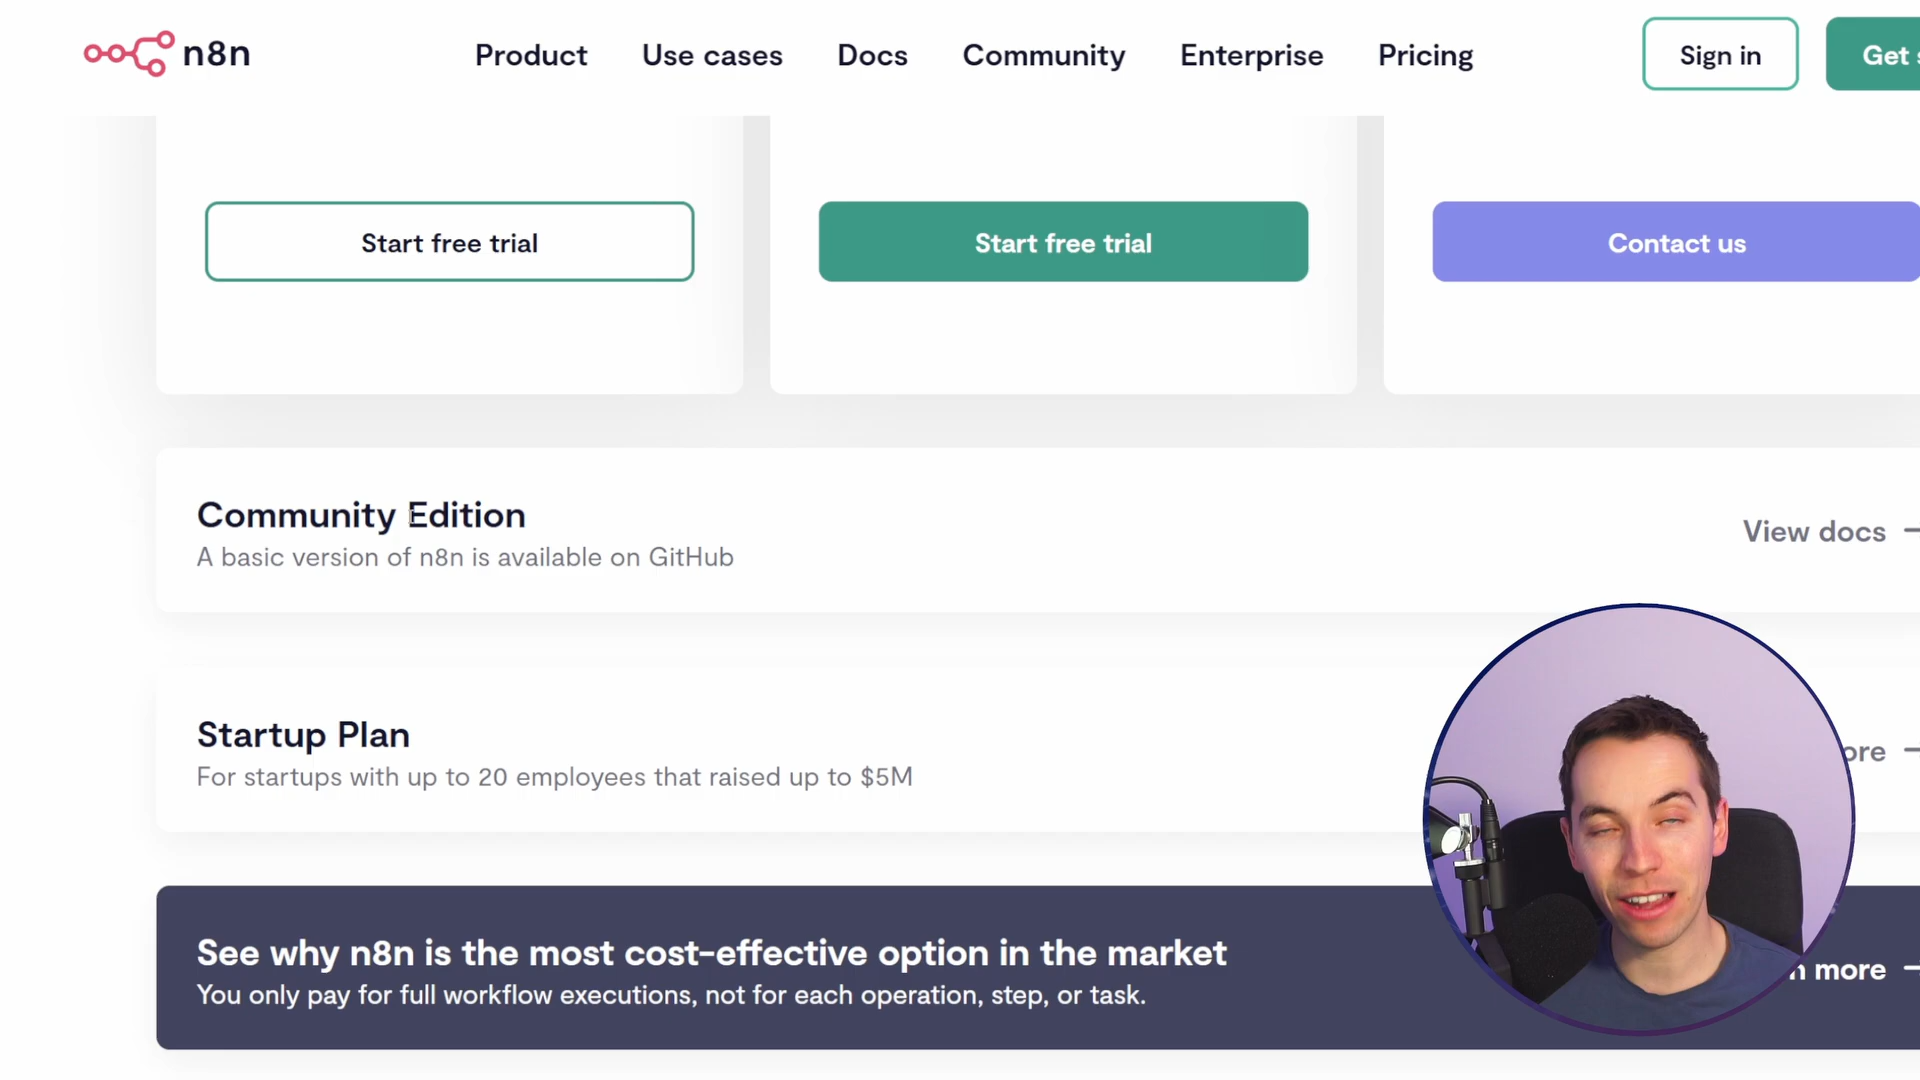 n8n
Product
Use cases
Docs
Community
Enterprise
Pricing
Sign in
Get
Start free trial
Start free trial
Contact us
Community Edition
A basic version of n8n is available on GitHub
View docs
Startup Plan
For startups with up to 20 employees that raised up to $5M
See why n8n is the most cost-effective option in the market
You only pay for full workflow executions, not for each operation, step, or task.
more